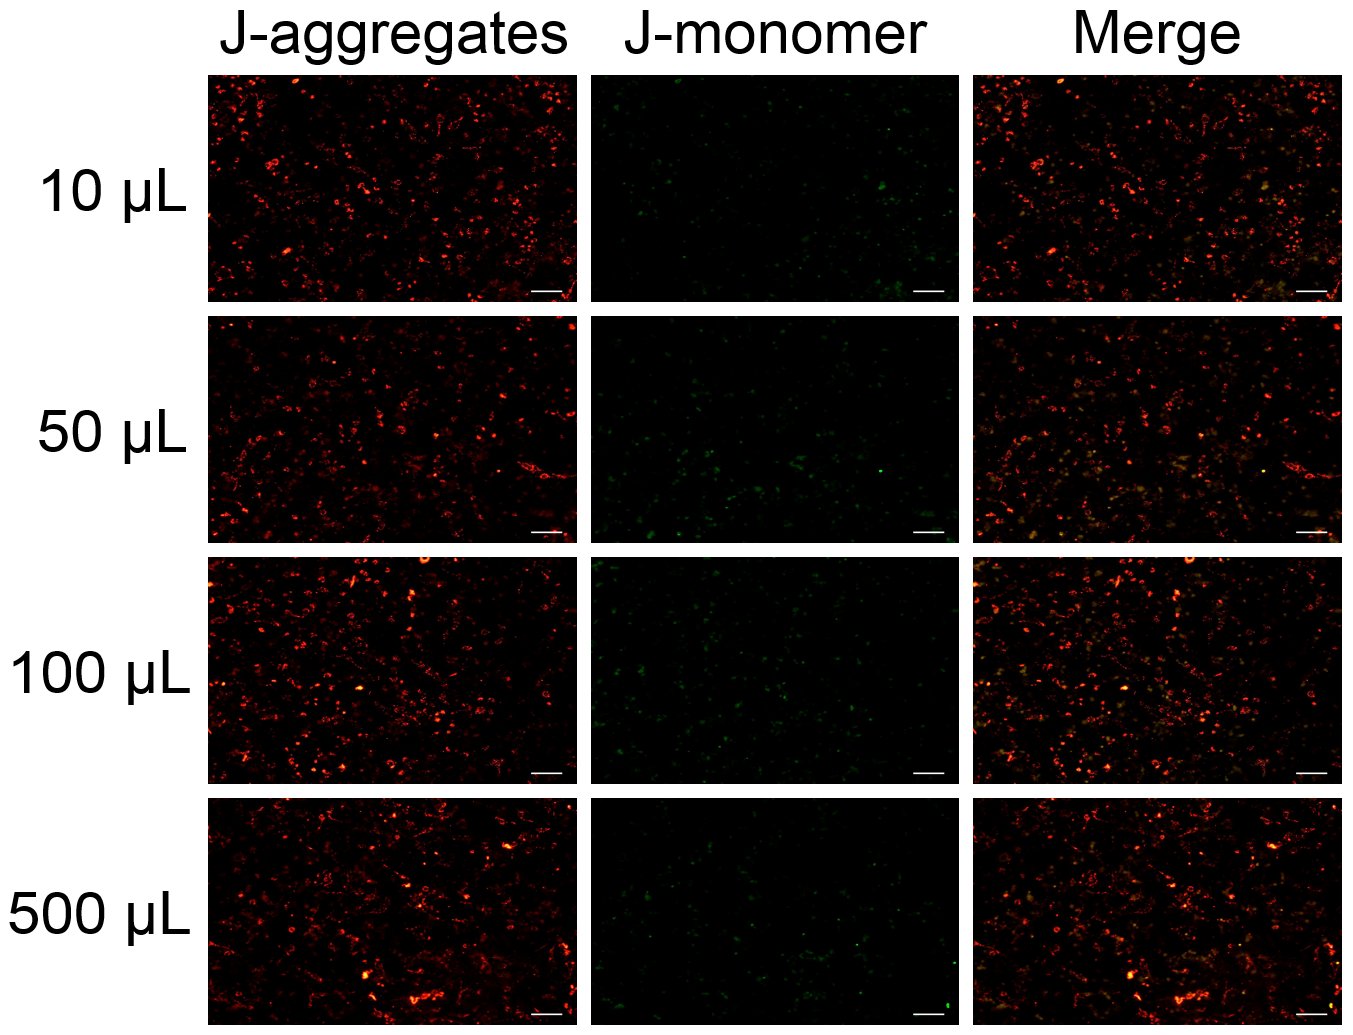 J-aggregates J-monomer Merge
10 µL
50 µL
100 µL
500 µL